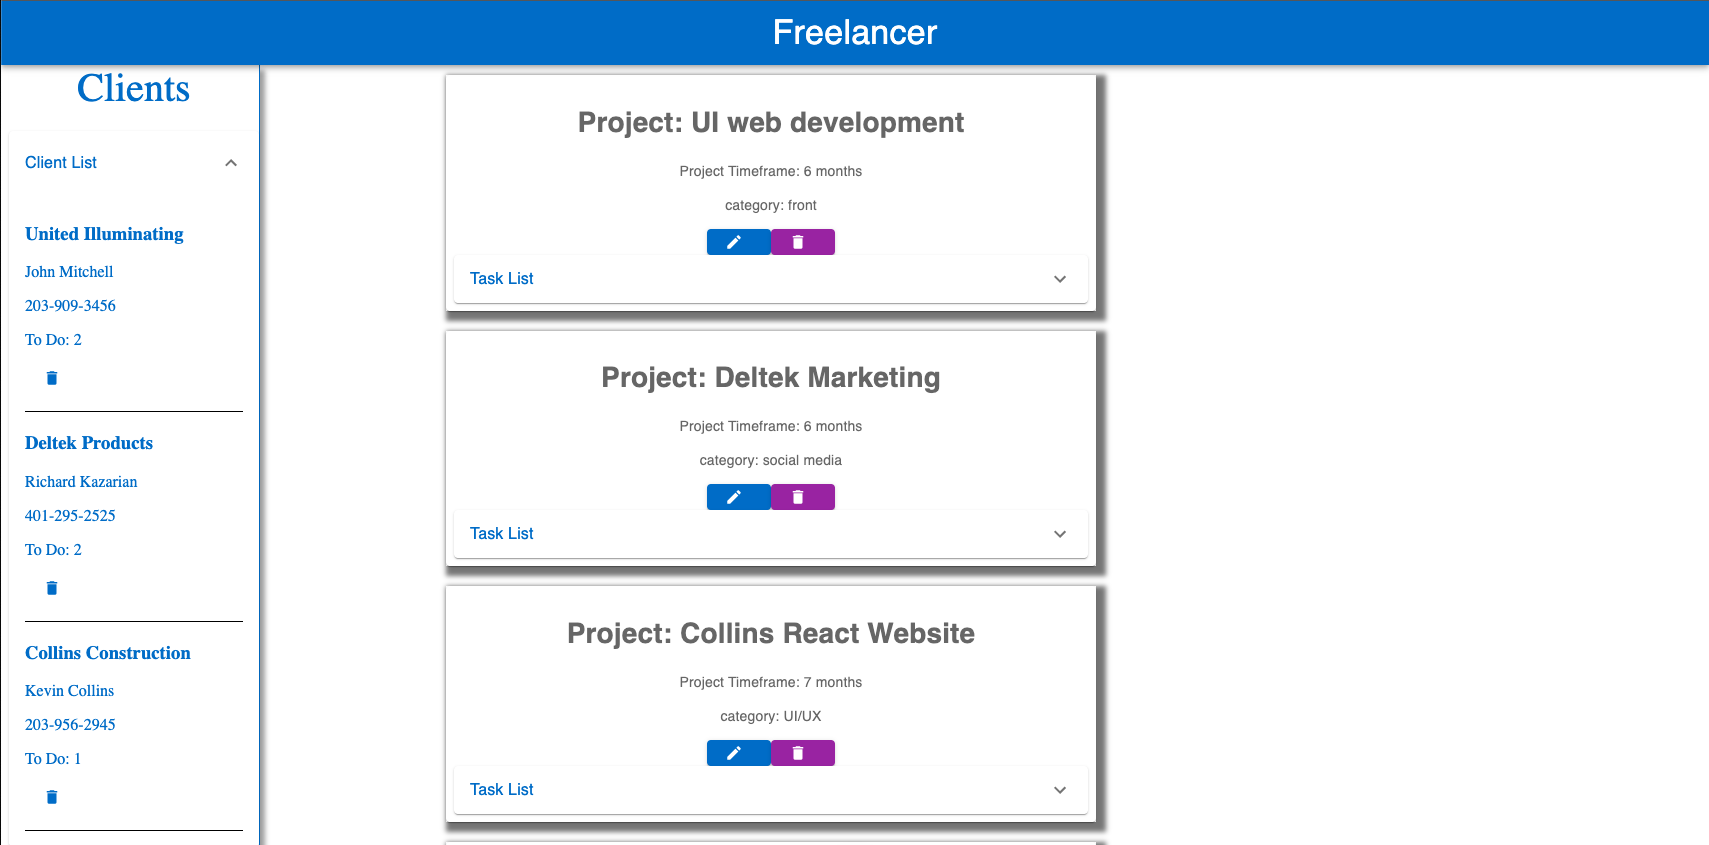 Freelancer
Clients
Client List
United Illuminating
John Mitchell
203-909-3456
To Do: 2
Deltek Products
Richard Kazarian
401-295-2525
To Do: 2
Collins Construction
Kevin Collins
203-956-2945
To Do: 1
Project: UI web development
Project Timeframe: 6 months
category: front
Task List
Project: Deltek Marketing
Project Timeframe: 6 months
category: social media
Task List
Project: Collins React Website
Project Timeframe: 7 months
category: UI/UX
Task List